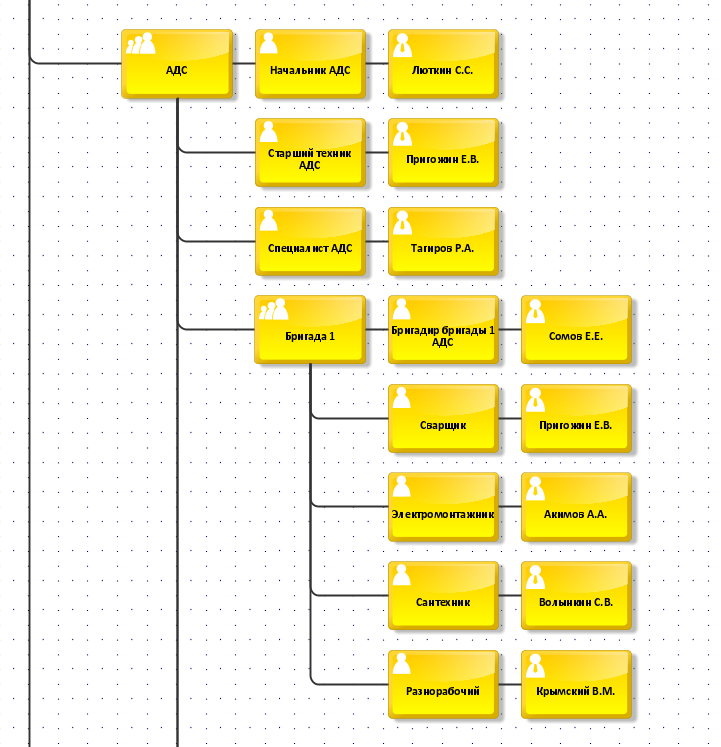 АДС
Начальник АДС
Люткин С.С.
Старший техник
АДС
Пригожин Е.В.
Специалист АДС
Тагиров Р.А.
Бригада 1
Бригадир бригады 1
АДС
Сомов Е.Е.
Сварщик
Пригожин Е.В.
Электромонтажник
Акимов А.А.
Сантехник
Волынкин С.В.
Разнорабочий
Крымский В.М.